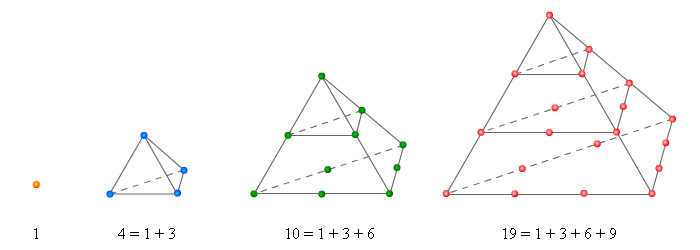 1
4 = 1 + 3
10 = 1 + 3 + 6
19 = 1 + 3 + 6 + 9